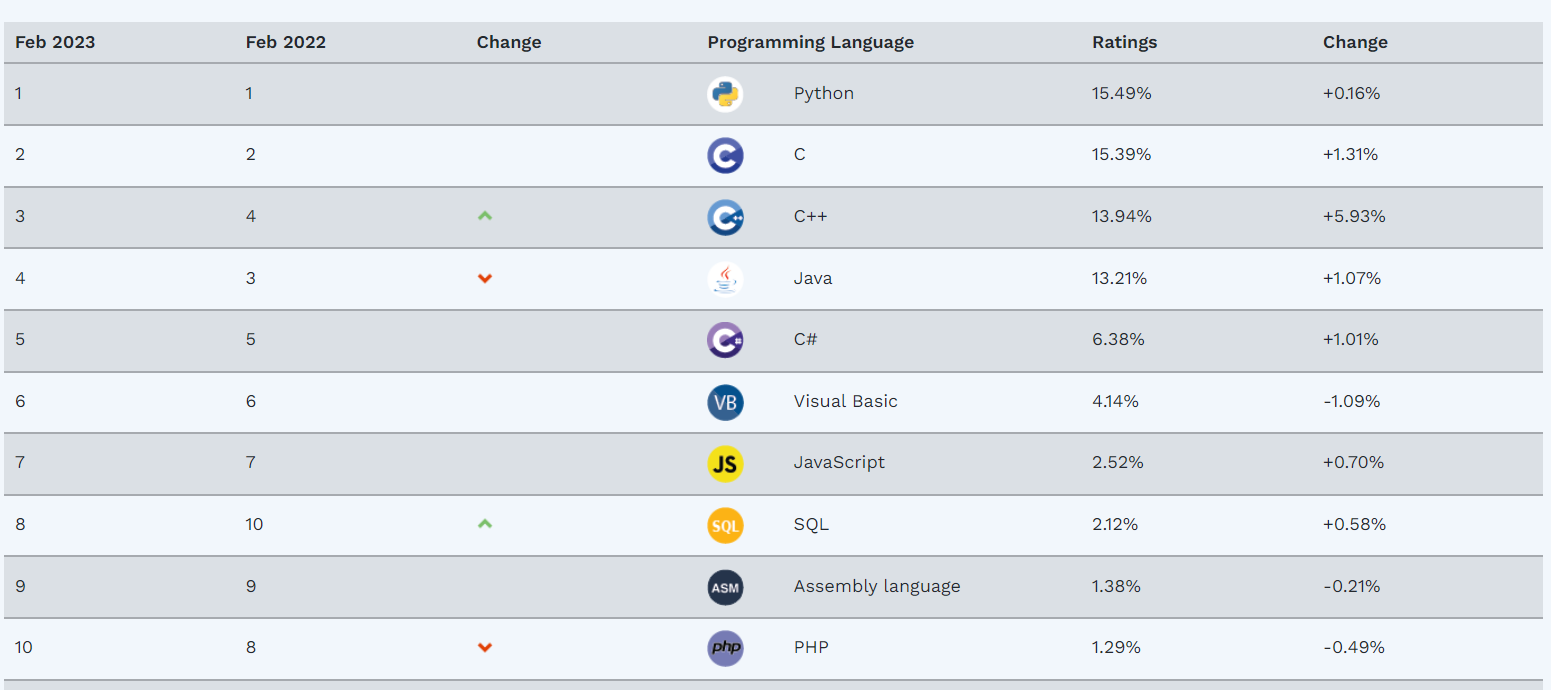 Feb 2023 Feb 2022 Change Programming Language Ratings Change
1 1 Python 15.49% +0.16%
2 2 C C 15.39% +1.31%
3 4 C++ C++ 13.94% +5.93%
4 3 Java 13.21% +1.07%
5 5 C# C# 6.38% +1.01%
6 6 VB Visual Basic 4.14% -1.09%
7 7 JS JavaScript 2.52% +0.70%
8 10 SQL SQL 2.12% +0.58%
9 9 ASM Assembly language 1.38% -0.21%
10 8 php PHP 1.29% -0.49%